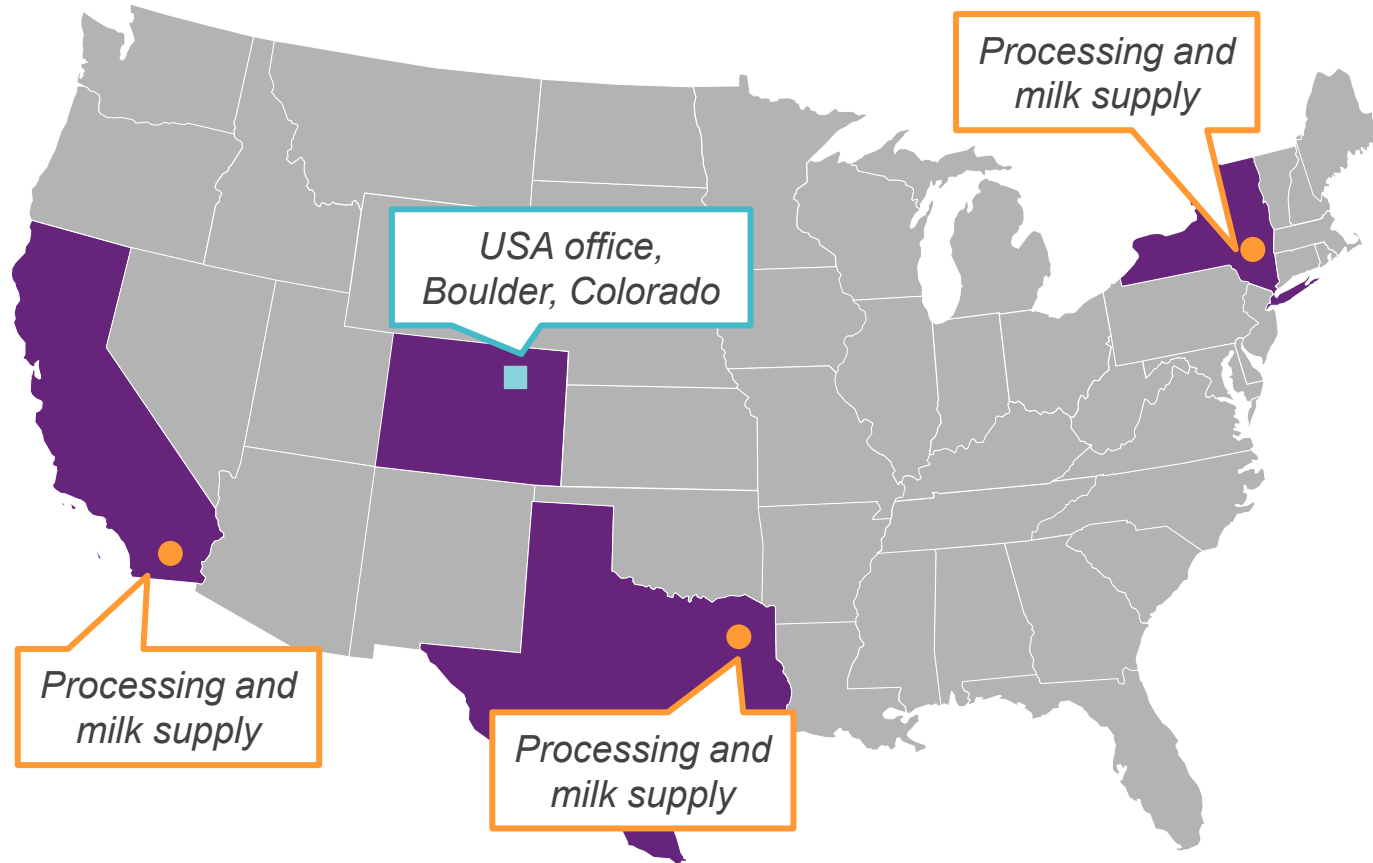 Processing and
milk supply
USA office,
Boulder, Colorado
Processing and
milk supply
Processing and
milk supply